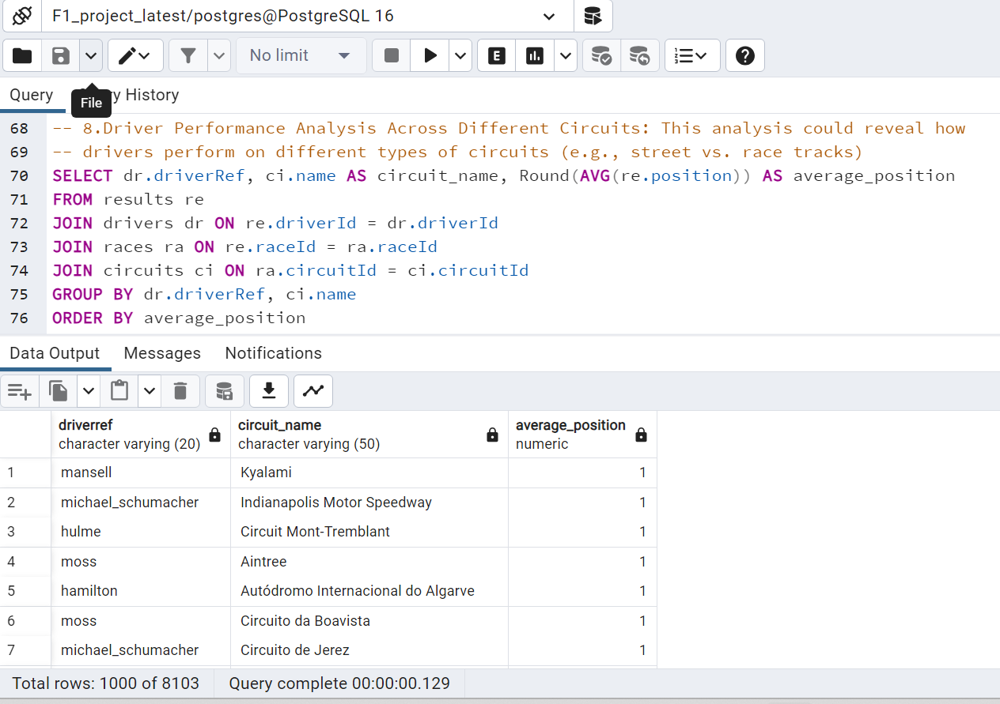 F1_project_latest/postgres@PostgreSQL 16
No limit
E
Query
y History
File
68 -- 8.Driver Performance Analysis Across Different Circuits: This analysis could reveal how
69 -- drivers perform on different types of circuits (e.g., street vs. race tracks)
70 SELECT dr.driverRef, ci.name AS circuit_name, Round(AVG(re.position)) AS average_position
71 FROM results re
72 JOIN drivers dr ON re.driverId = dr.driverId
73 JOIN races ra ON re.raceId = ra.raceId
74 JOIN circuits ci ON ra.circuitId = ci.circuitId
75 GROUP BY dr.driverRef, ci.name
76 ORDER BY average_position
Data Output Messages Notifications
driverref circuit_name average_position
character varying (20) character varying (50) numeric
1 mansell Kyalami 1
2 michael_schumacher Indianapolis Motor Speedway 1
3 hulme Circuit Mont-Tremblant 1
4 moss Aintree 1
5 hamilton Autódromo Internacional do Algarve 1
6 moss Circuito da Boavista 1
7 michael_schumacher Circuito de Jerez 1
Total rows: 1000 of 8103 Query complete 00:00:00.129